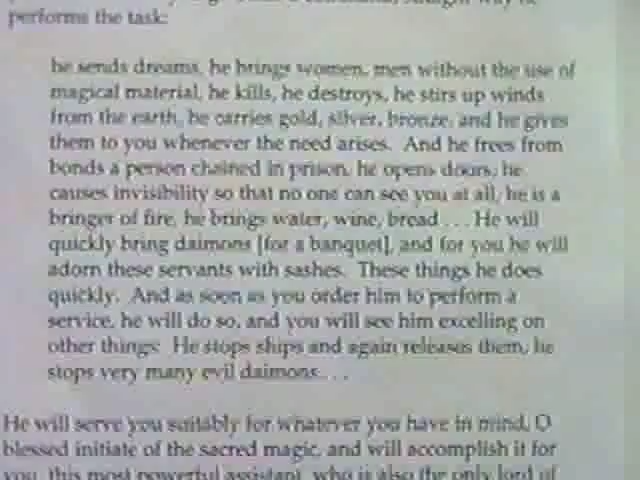 performs the task:
he sends dreams, he brings women, men without the use of
magical material, he kills, he destroys, he stirs up winds
from the earth, he carries gold, silver, bronze, and he gives
them to you whenever the need arises. And he frees from
bonds a person chained in prison, he opens doors, he
causes invisibility so that no one can see you at all, he is a
bringer of fire, he brings water, wine, bread . . . He will
quickly bring daimons [for a banquet], and for you he will
adorn these servants with sashes. These things he does
quickly. And as soon as you order him to perform a
service, he will do so, and you will see him excelling on
other things: He stops ships and again releases them, he
stops very many evil daimons. . .
He will serve you suitably for whatever you have in mind, O
blessed initiate of the sacred magic, and will accomplish it for
you, this most powerful assistant, who is also the only lord of